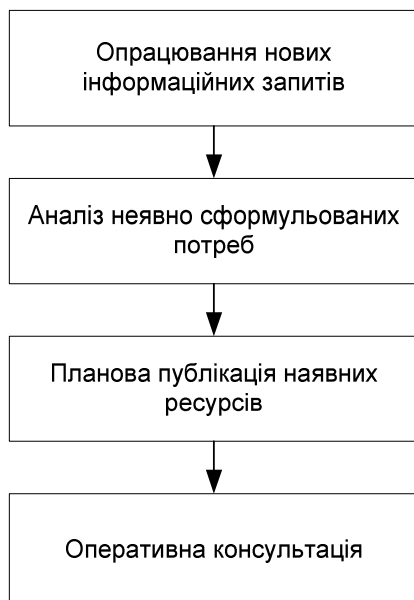 Опрацювання нових
інформаційних запитів
Аналіз неявно сформульованих
потреб
Планова публікація наявних
ресурсів
Оперативна консультація